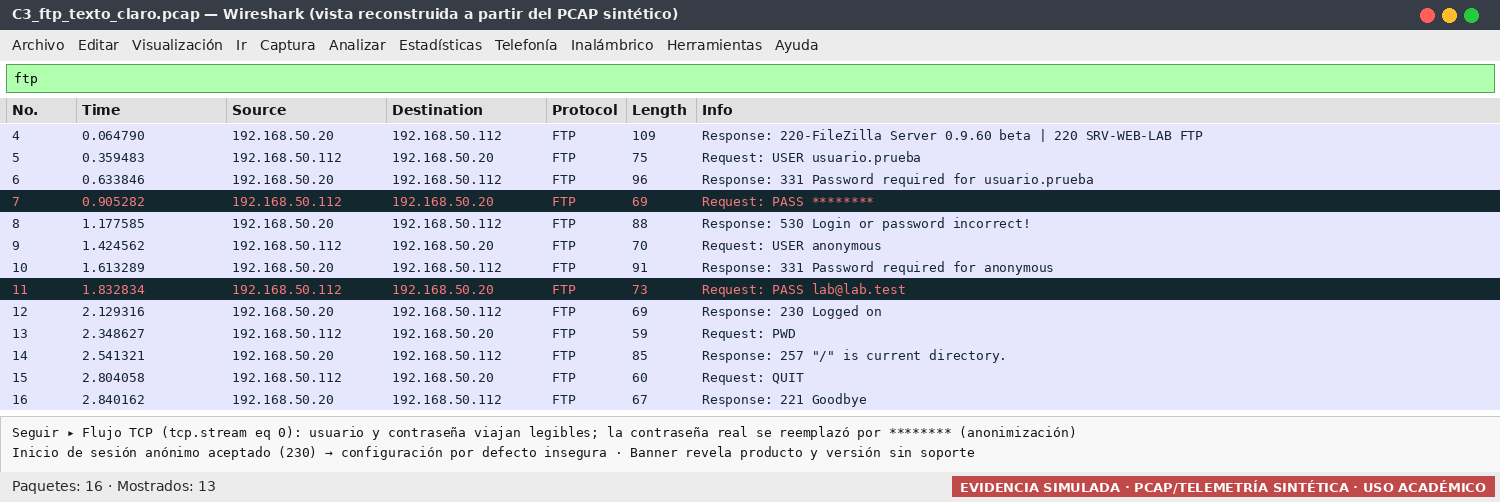 C3_ftp_texto_claro.pcap — Wireshark (vista reconstruida a partir del PCAP sintético)
Archivo Editar Visualización Ir Captura Analizar Estadísticas Telefonía Inalámbrico Herramientas Ayuda
ftp
No. Time Source Destination Protocol Length Info
4 0.064790 192.168.50.20 192.168.50.112 FTP 109 Response: 220-FileZilla Server 0.9.60 beta | 220 SRV-WEB-LAB FTP
5 0.359483 192.168.50.112 192.168.50.20 FTP 75 Request: USER usuario.prueba
6 0.633846 192.168.50.20 192.168.50.112 FTP 96 Response: 331 Password required for usuario.prueba
7 0.905282 192.168.50.112 192.168.50.20 FTP 69 Request: PASS ********
8 1.177585 192.168.50.20 192.168.50.112 FTP 88 Response: 530 Login or password incorrect!
9 1.424562 192.168.50.112 192.168.50.20 FTP 70 Request: USER anonymous
10 1.613289 192.168.50.20 192.168.50.112 FTP 91 Response: 331 Password required for anonymous
11 1.832834 192.168.50.112 192.168.50.20 FTP 73 Request: PASS lab@lab.test
12 2.129316 192.168.50.20 192.168.50.112 FTP 69 Response: 230 Logged on
13 2.348627 192.168.50.112 192.168.50.20 FTP 59 Request: PWD
14 2.541321 192.168.50.20 192.168.50.112 FTP 85 Response: 257 "/" is current directory.
15 2.804058 192.168.50.112 192.168.50.20 FTP 60 Request: QUIT
16 2.840162 192.168.50.20 192.168.50.112 FTP 67 Response: 221 Goodbye
Seguir ▸ Flujo TCP (tcp.stream eq 0): usuario y contraseña viajan legibles; la contraseña real se reemplazó por ******** (anonimización)
Inicio de sesión anónimo aceptado (230) → configuración por defecto insegura · Banner revela producto y versión sin soporte
Paquetes: 16 · Mostrados: 13
EVIDENCIA SIMULADA · PCAP/TELEMETRÍA SINTÉTICA · USO ACADÉMICO